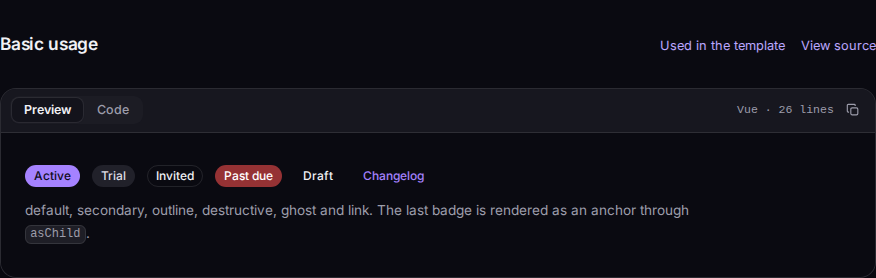 Basic usage
Used in the template View source
Preview Code
Vue · 26 lines
Active Trial Invited Past due Draft Changelog
default, secondary, outline, destructive, ghost and link. The last badge is rendered as an anchor through
asChild.